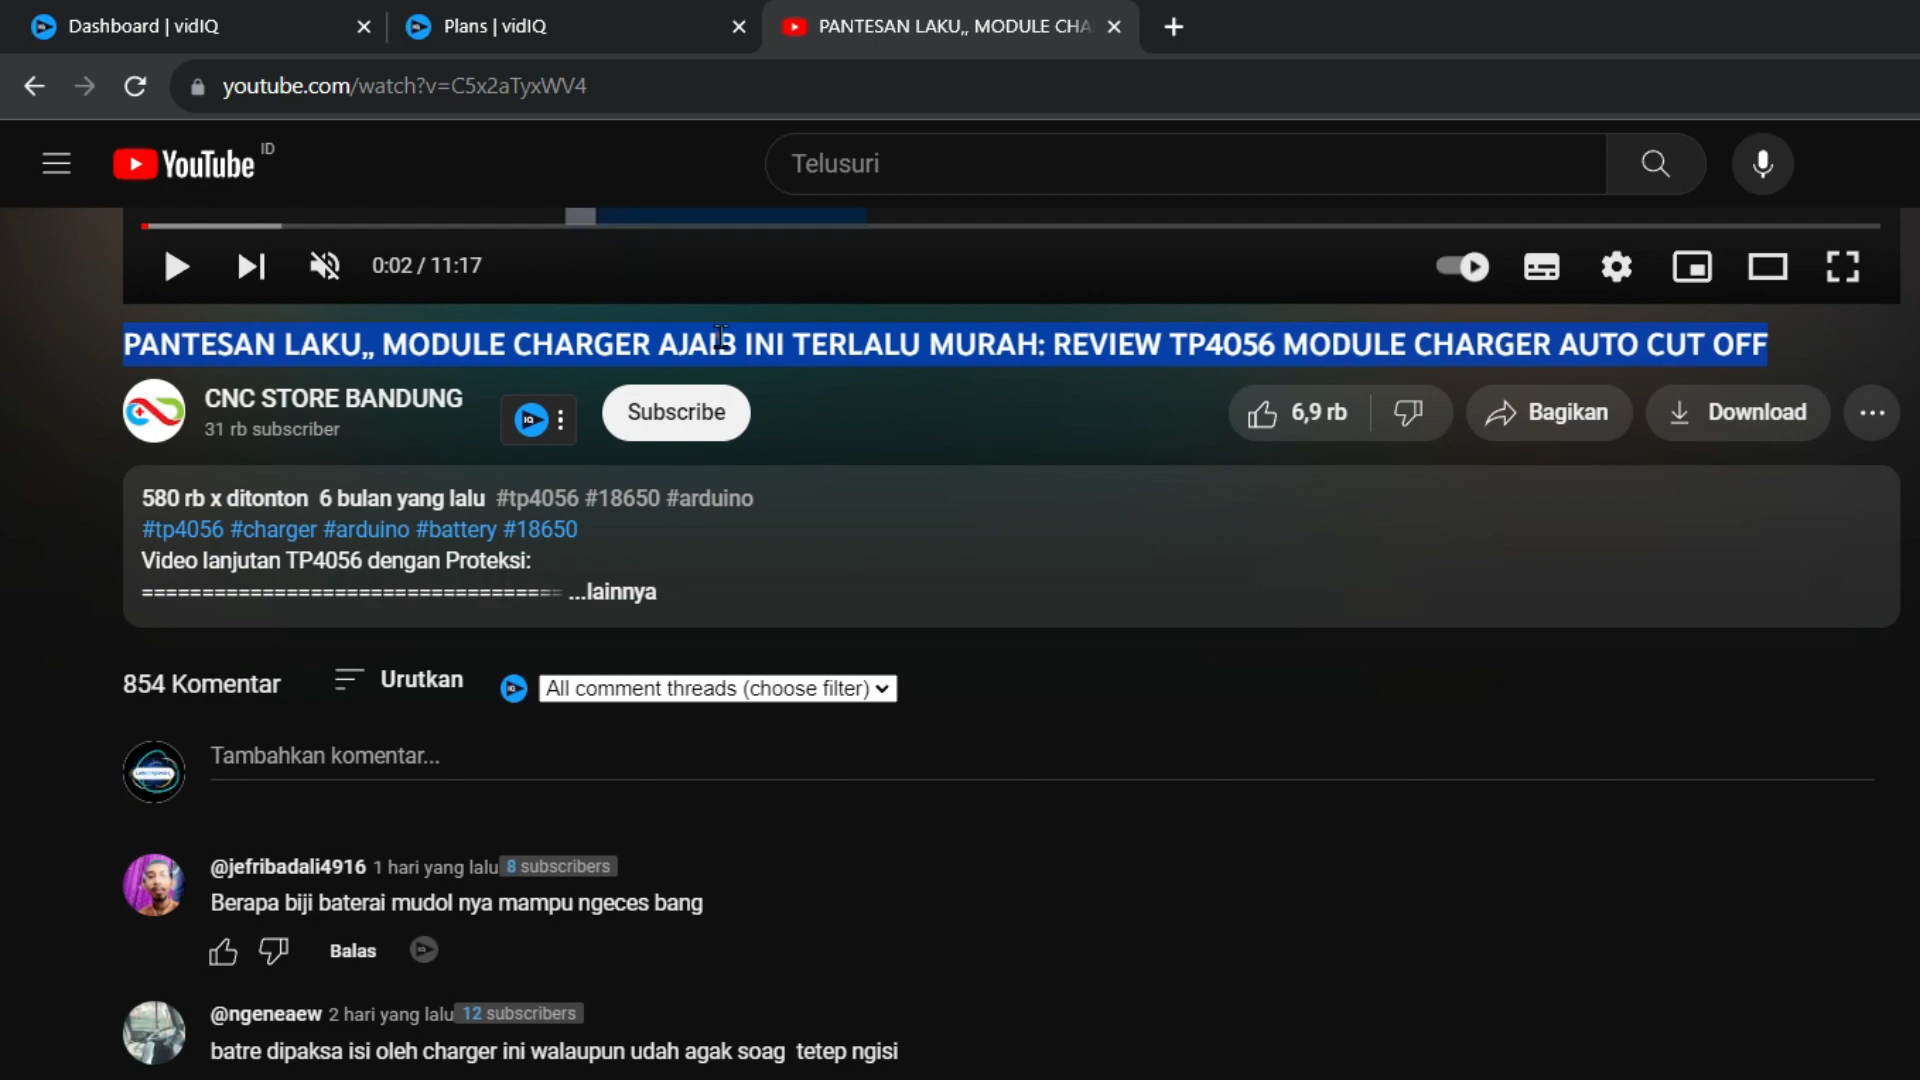 Dashboard | vidIQ
Plans | vidIQ
PANTESAN LAKU,, MODULE CHA
youtube.com/watch?v=C5x2aTyxWV4
YouTube ID
Telusuri
0:02 / 11:17
PANTESAN LAKU,, MODULE CHARGER AJAIB INI TERLALU MURAH: REVIEW TP4056 MODULE CHARGER AUTO CUT OFF
CNC STORE BANDUNG
31 rb subscriber
IQ
Subscribe
6,9 rb
Bagikan
Download
580 rb x ditonton 6 bulan yang lalu #tp4056 #18650 #arduino
#tp4056 #charger #arduino #battery #18650
Video lanjutan TP4056 dengan Proteksi:
=================================== ...lainnya
854 Komentar
Urutkan
All comment threads (choose filter)
Tambahkan komentar...
@jefribadali4916 1 hari yang lalu 8 subscribers
Berapa biji baterai mudol nya mampu ngeces bang
Balas
@ngeneaew 2 hari yang lalu 12 subscribers
batre dipaksa isi oleh charger ini walaupun udah agak soag tetep ngisi